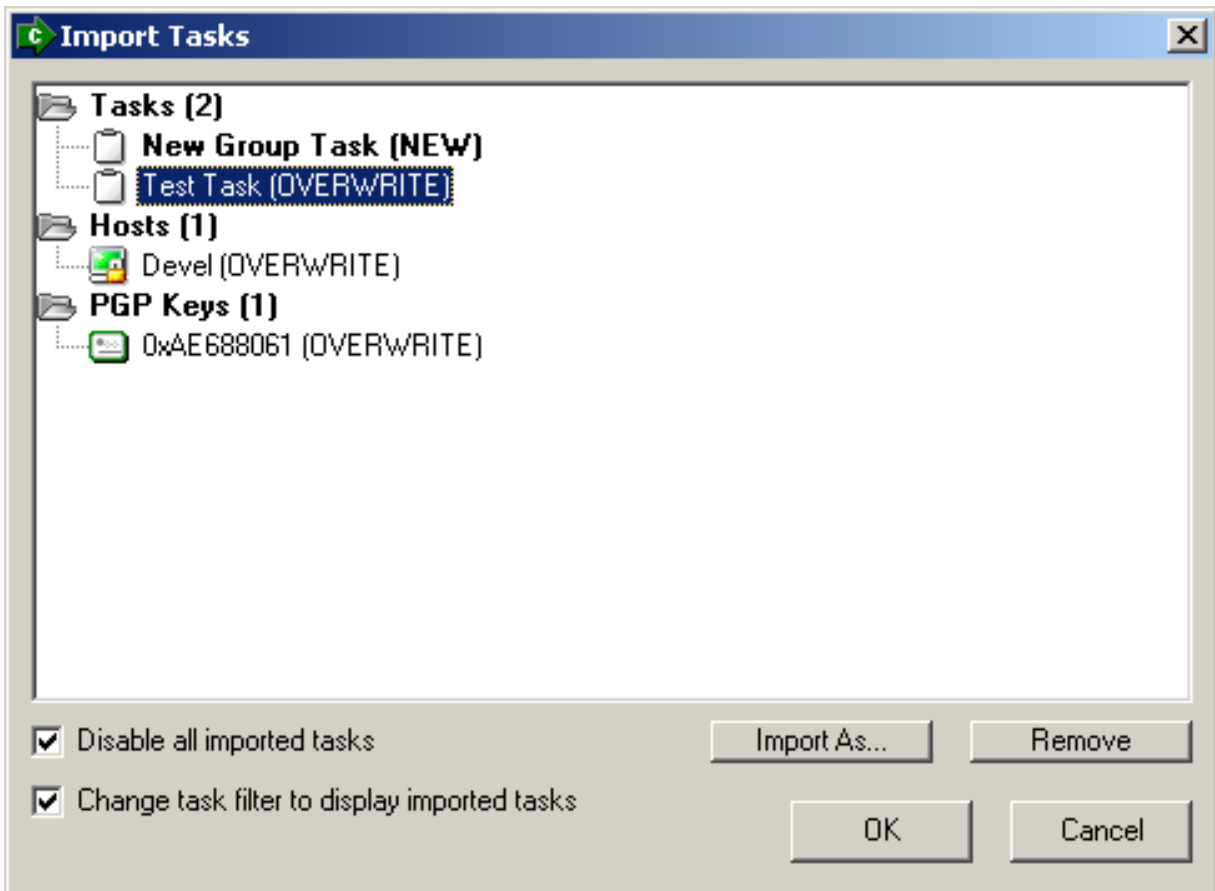 Import Tasks
Tasks (2)
New Group Task (NEW)
Test Task (OVERWRITE)
Hosts (1)
Devel (OVERWRITE)
PGP Keys (1)
0xAE688061 (OVERWRITE)
Disable all imported tasks
Import As...
Remove
Change task filter to display imported tasks
OK
Cancel